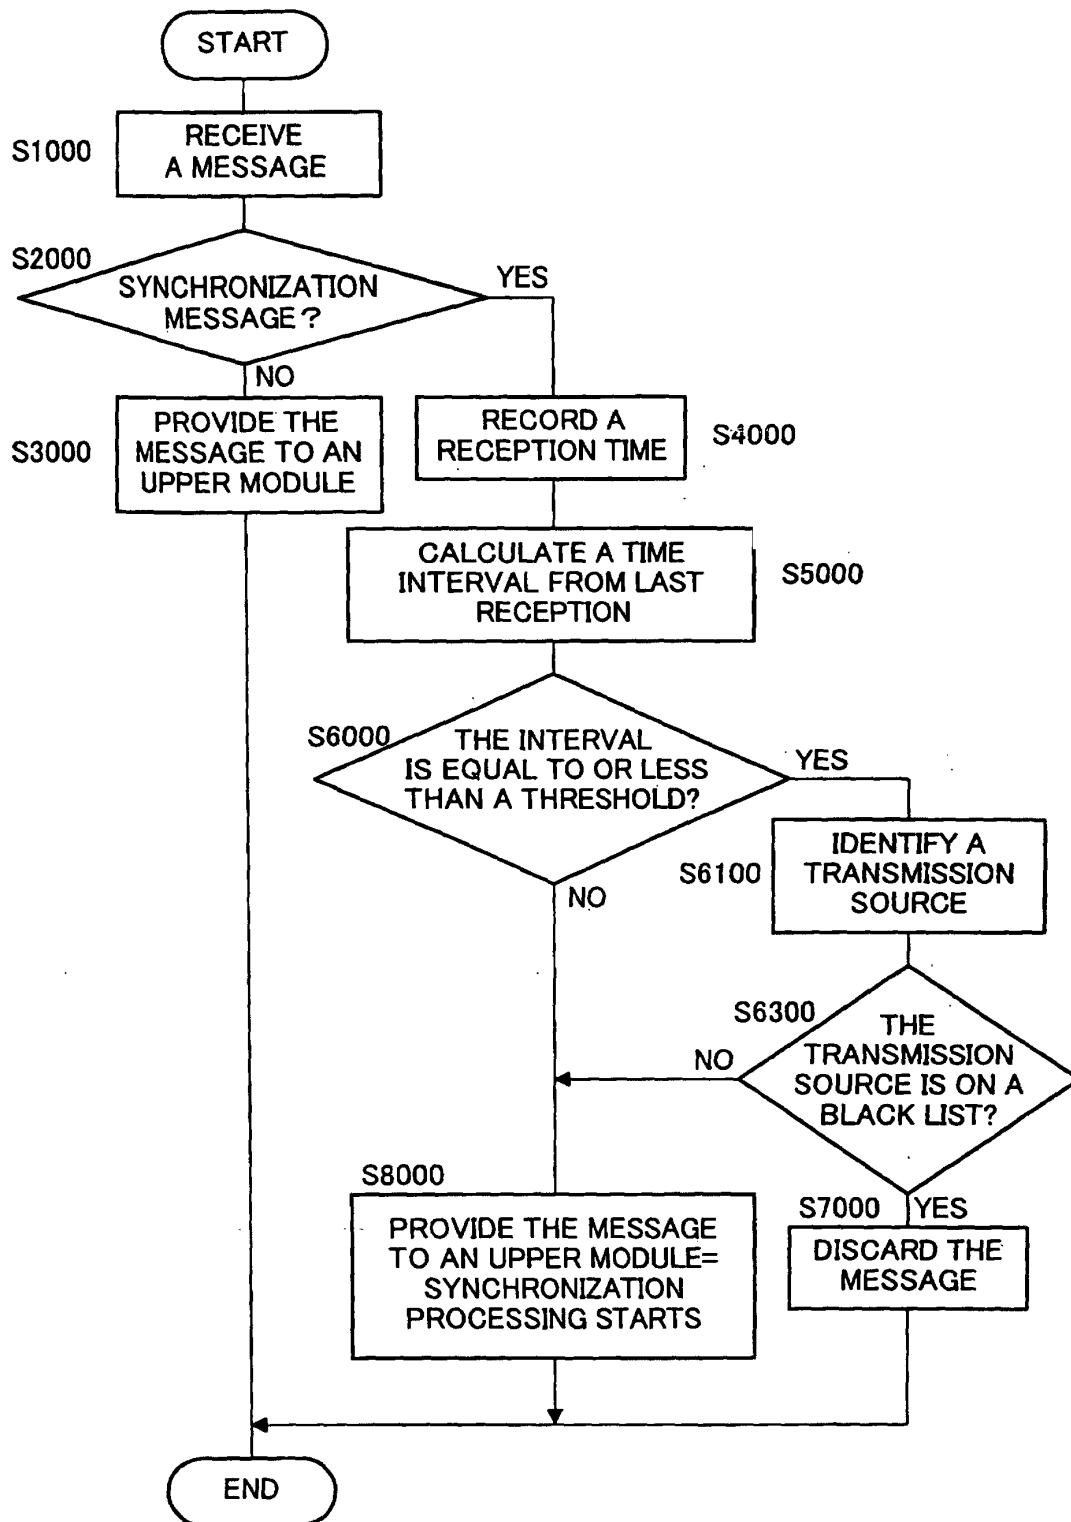 START
S1000
RECEIVE
A MESSAGE
S2000
SYNCHRONIZATION
MESSAGE?
YES
NO
S3000
PROVIDE THE
MESSAGE TO AN
UPPER MODULE
RECORD A
RECEPTION TIME
S4000
CALCULATE A TIME
INTERVAL FROM LAST
RECEPTION
S5000
S6000
THE INTERVAL
IS EQUAL TO OR LESS
THAN A THRESHOLD?
YES
NO
S6100
IDENTIFY A
TRANSMISSION
SOURCE
S6300
THE
TRANSMISSION
SOURCE IS ON A
BLACK LIST?
NO
YES
S8000
PROVIDE THE MESSAGE
TO AN UPPER MODULE=
SYNCHRONIZATION
PROCESSING STARTS
S7000
DISCARD THE
MESSAGE
END